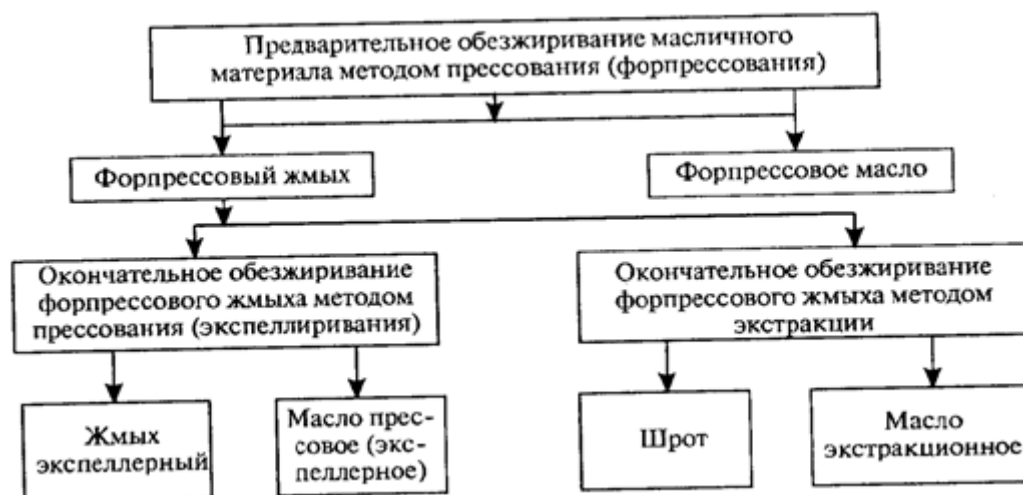 Предварительное обезжиривание масличного
материала методом прессования (форпрессования)
Форпрессовый жмых
Форпрессовое масло
Окончательное обезжиривание
форпрессового жмыха методом
прессования (экспеллиривания)
Окончательное обезжиривание
форпрессового жмыха методом
экстракции
Жмых
экспеллерный
Масло прес-
совое (экс-
пеллерное)
Шрот
Масло
экстракционное